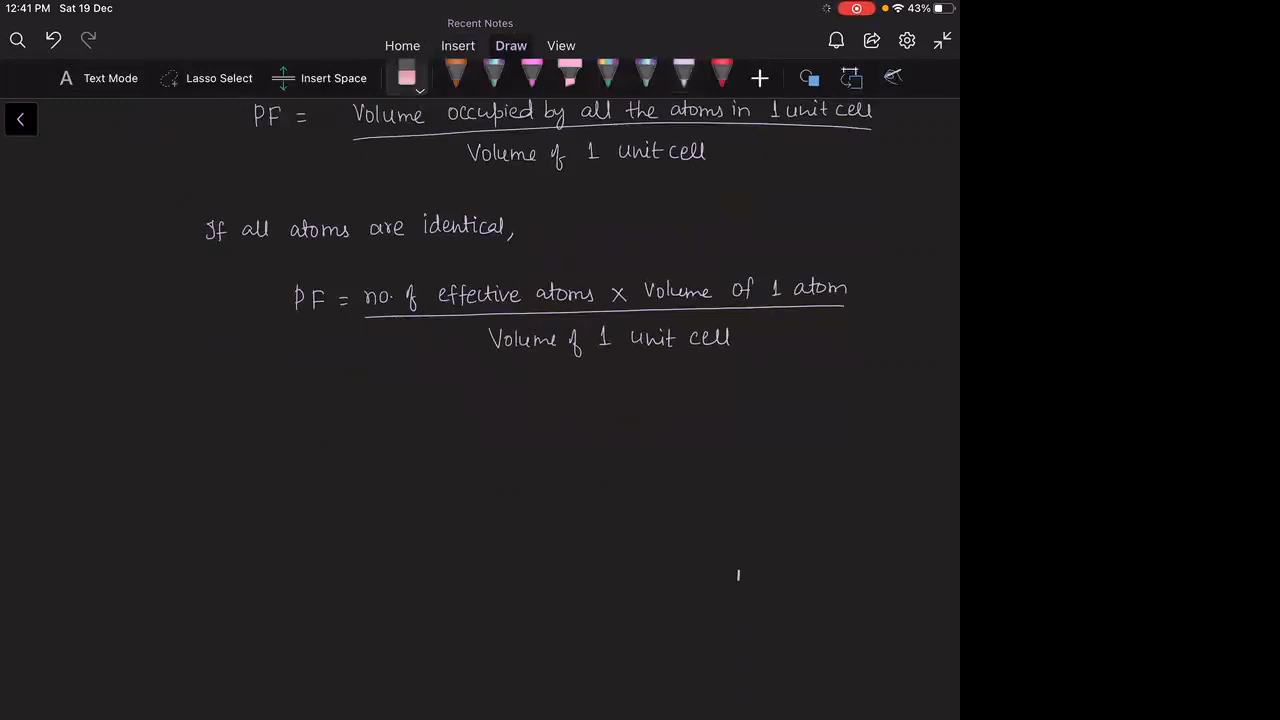 12:41 PM Sat 19 Dec 43%
Recent Notes
Home Insert Draw View
A Text Mode Lasso Select Insert Space
PF = Volume occupied by all the atoms in 1 unit cell
Volume of 1 unit cell
If all atoms are identical,
PF = no. of effective atoms x Volume of 1 atom
Volume of 1 unit cell